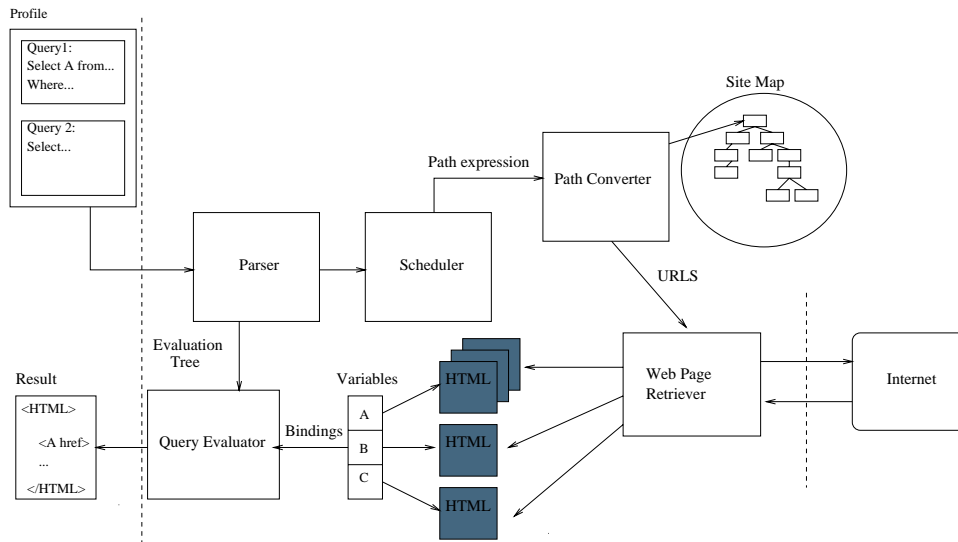 Profile
Query1:
Select A from...
Where...
Query 2:
Select...
Site Map
Path expression
Path Converter
Parser
Scheduler
URLS
Evaluation
Tree
Web Page
Retriever
Internet
Result
<HTML>
<A href>
...
</HTML>
Query Evaluator
Bindings
Variables
A
B
C
HTML
HTML
HTML